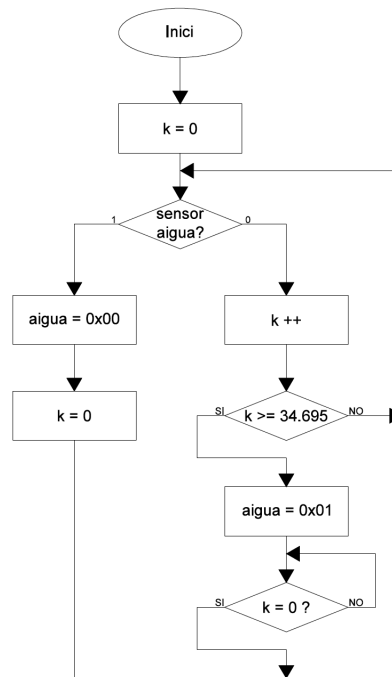 Inici
k = 0
sensor
aigua?
1
0
aigua = 0x00
k ++
k = 0
k >= 34.695
SI
NO
aigua = 0x01
k = 0 ?
SI
NO